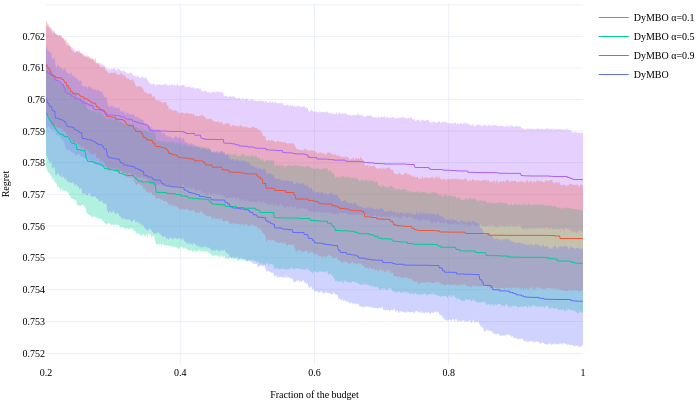 DyMBO α=0.1
DyMBO α=0.5
DyMBO α=0.9
DyMBO
Regret
0.762
0.761
0.76
0.759
0.758
0.757
0.756
0.755
0.754
0.753
0.752
0.2
0.4
0.6
0.8
1
Fraction of the budget